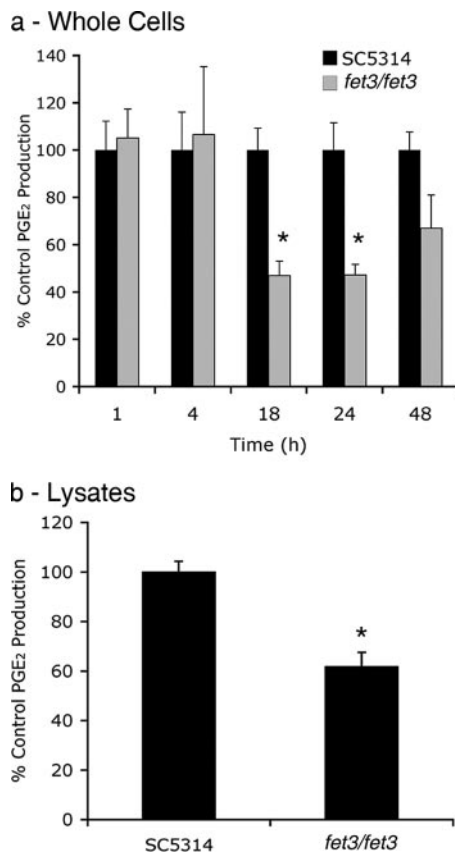 a - Whole Cells
SC5314
fet3/fet3
% Control PGE2 Production
140
120
100
80
60
40
20
0
*
*
1 4 18 24 48
Time (h)
b - Lysates
% Control PGE2 Production
120
100
80
60
40
20
0
*
SC5314 fet3/fet3